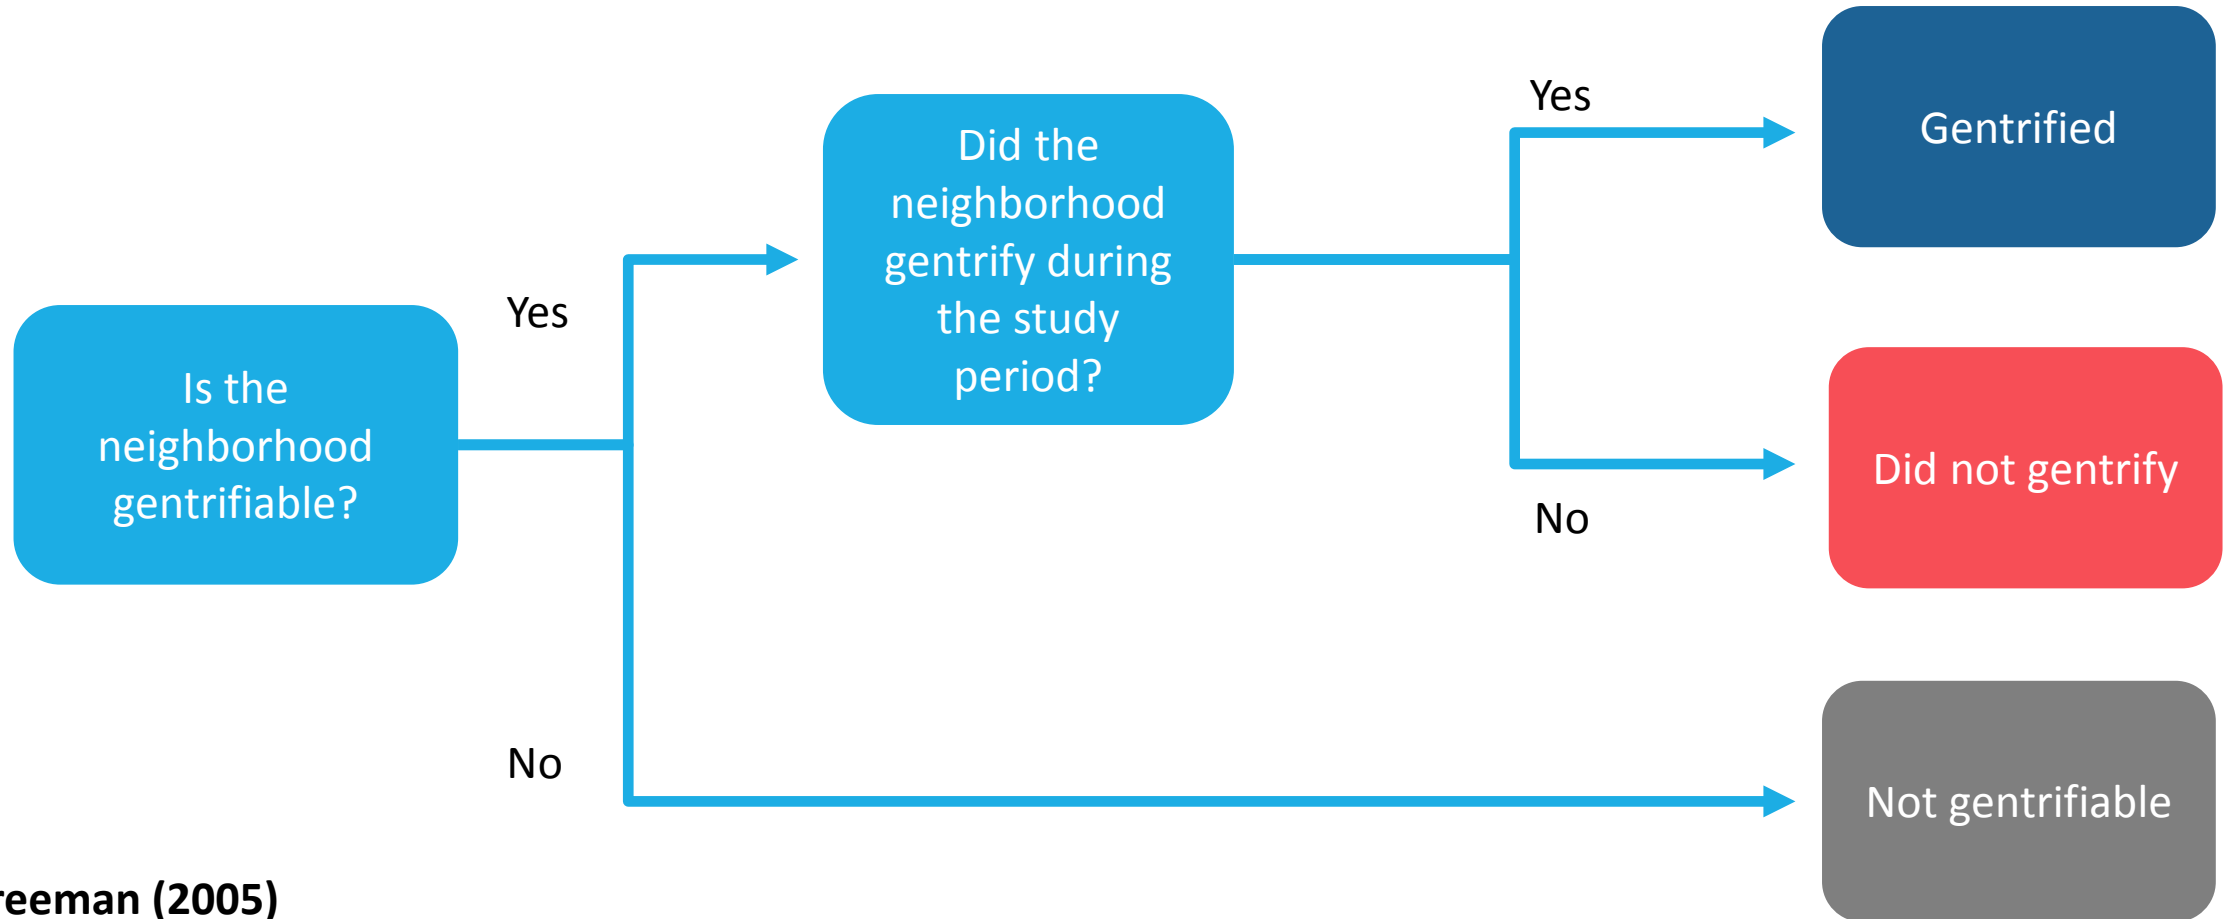 Is the
neighborhood
gentrifiable?
Yes
No
Did the
neighborhood
gentrify during
the study
period?
Yes
No
Gentrified
Did not gentrify
Not gentrifiable
reeman (2005)